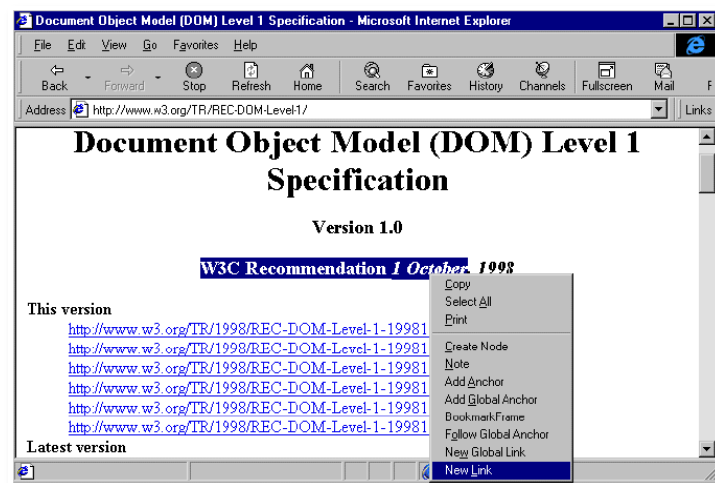 Document Object Model (DOM) Level 1 Specification - Microsoft Internet Explorer
File Edit View Go Favorites Help
Back Forward Stop Refresh Home Search Favorites History Channels Fullscreen Mail F
Address http://www.w3.org/TR/REC-DOM-Level-1/ Links
Document Object Model (DOM) Level 1
Specification
Version 1.0
W3C Recommendation 1 October, 1998
This version
http://www.w3.org/TR/1998/REC-DOM-Level-1-19981
http://www.w3.org/TR/1998/REC-DOM-Level-1-19981
http://www.w3.org/TR/1998/REC-DOM-Level-1-19981
http://www.w3.org/TR/1998/REC-DOM-Level-1-19981
http://www.w3.org/TR/1998/REC-DOM-Level-1-19981
http://www.w3.org/TR/1998/REC-DOM-Level-1-19981
Latest version
Copy
Select All
Print
Create Node
Note
Add Anchor
Add Global Anchor
BookmarkFrame
Follow Global Anchor
New Global Link
New Link